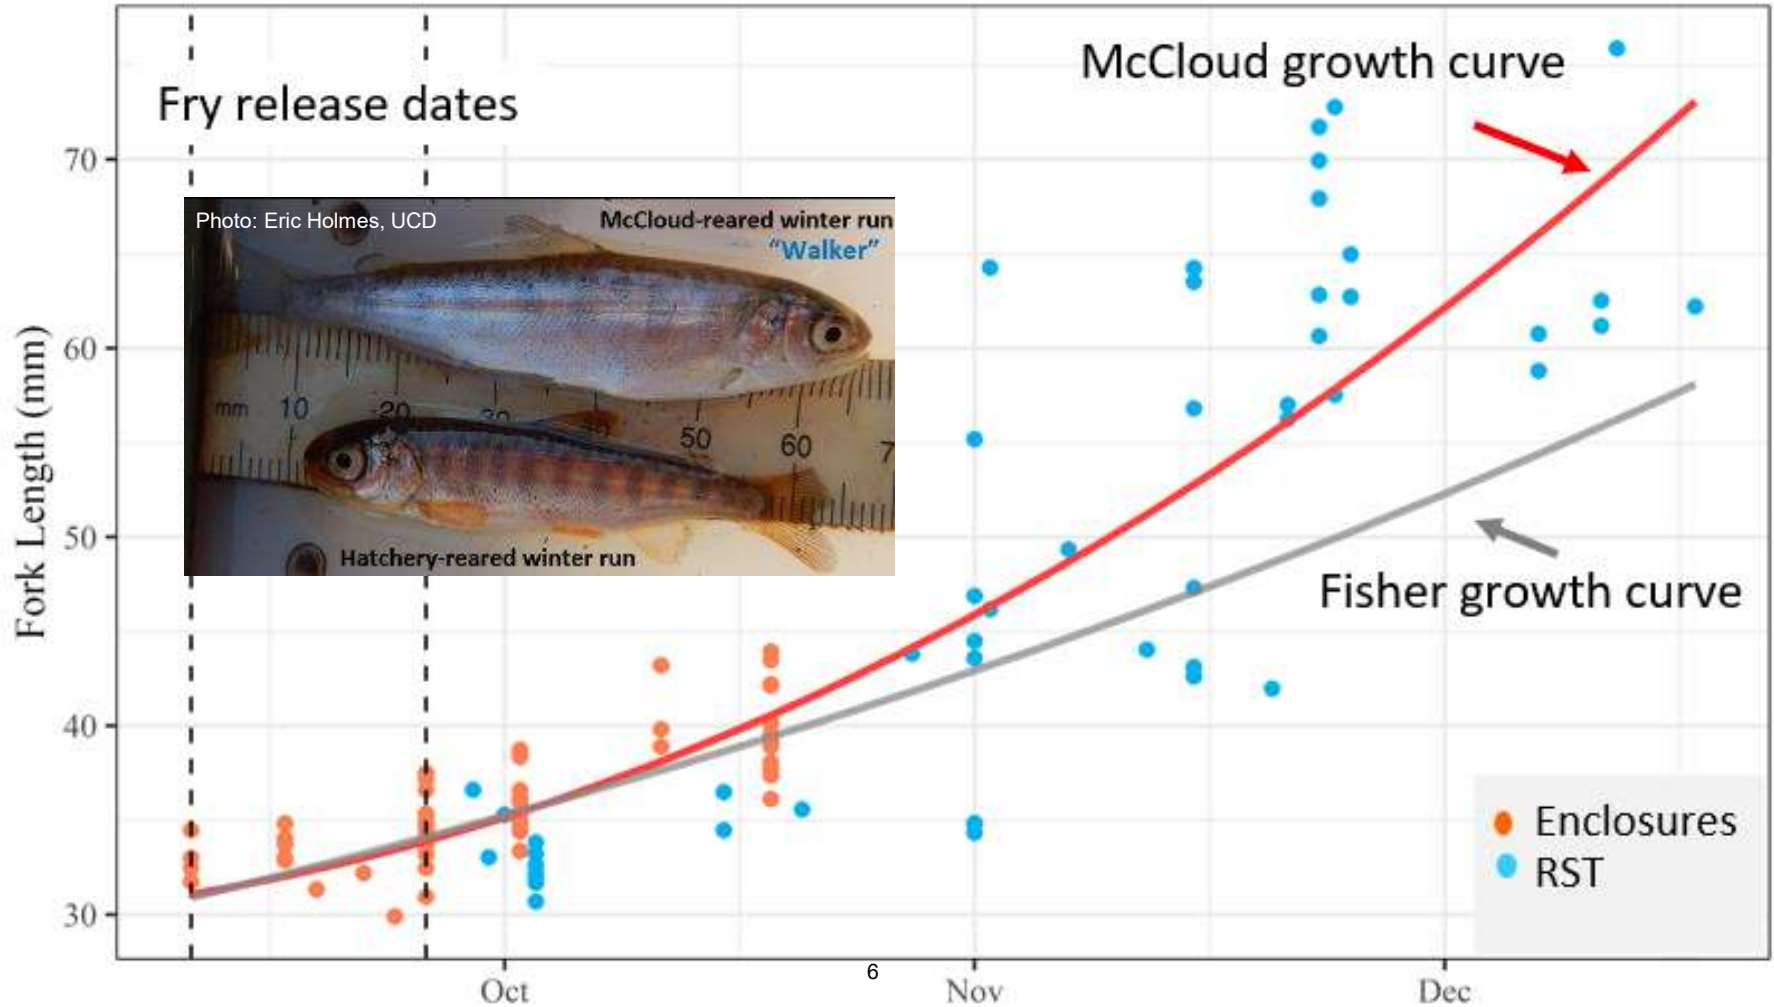 McCloud growth curve
Fry release dates
70
Photo: Eric Holmes, UCD
McCloud-reared winter run
“Walker”
60
mm 10 20 30 50 60 7
50
Hatchery-reared winter run
Fisher growth curve
40
Enclosures
RST
30
Fork Length (mm)
6
Oct Nov Dec